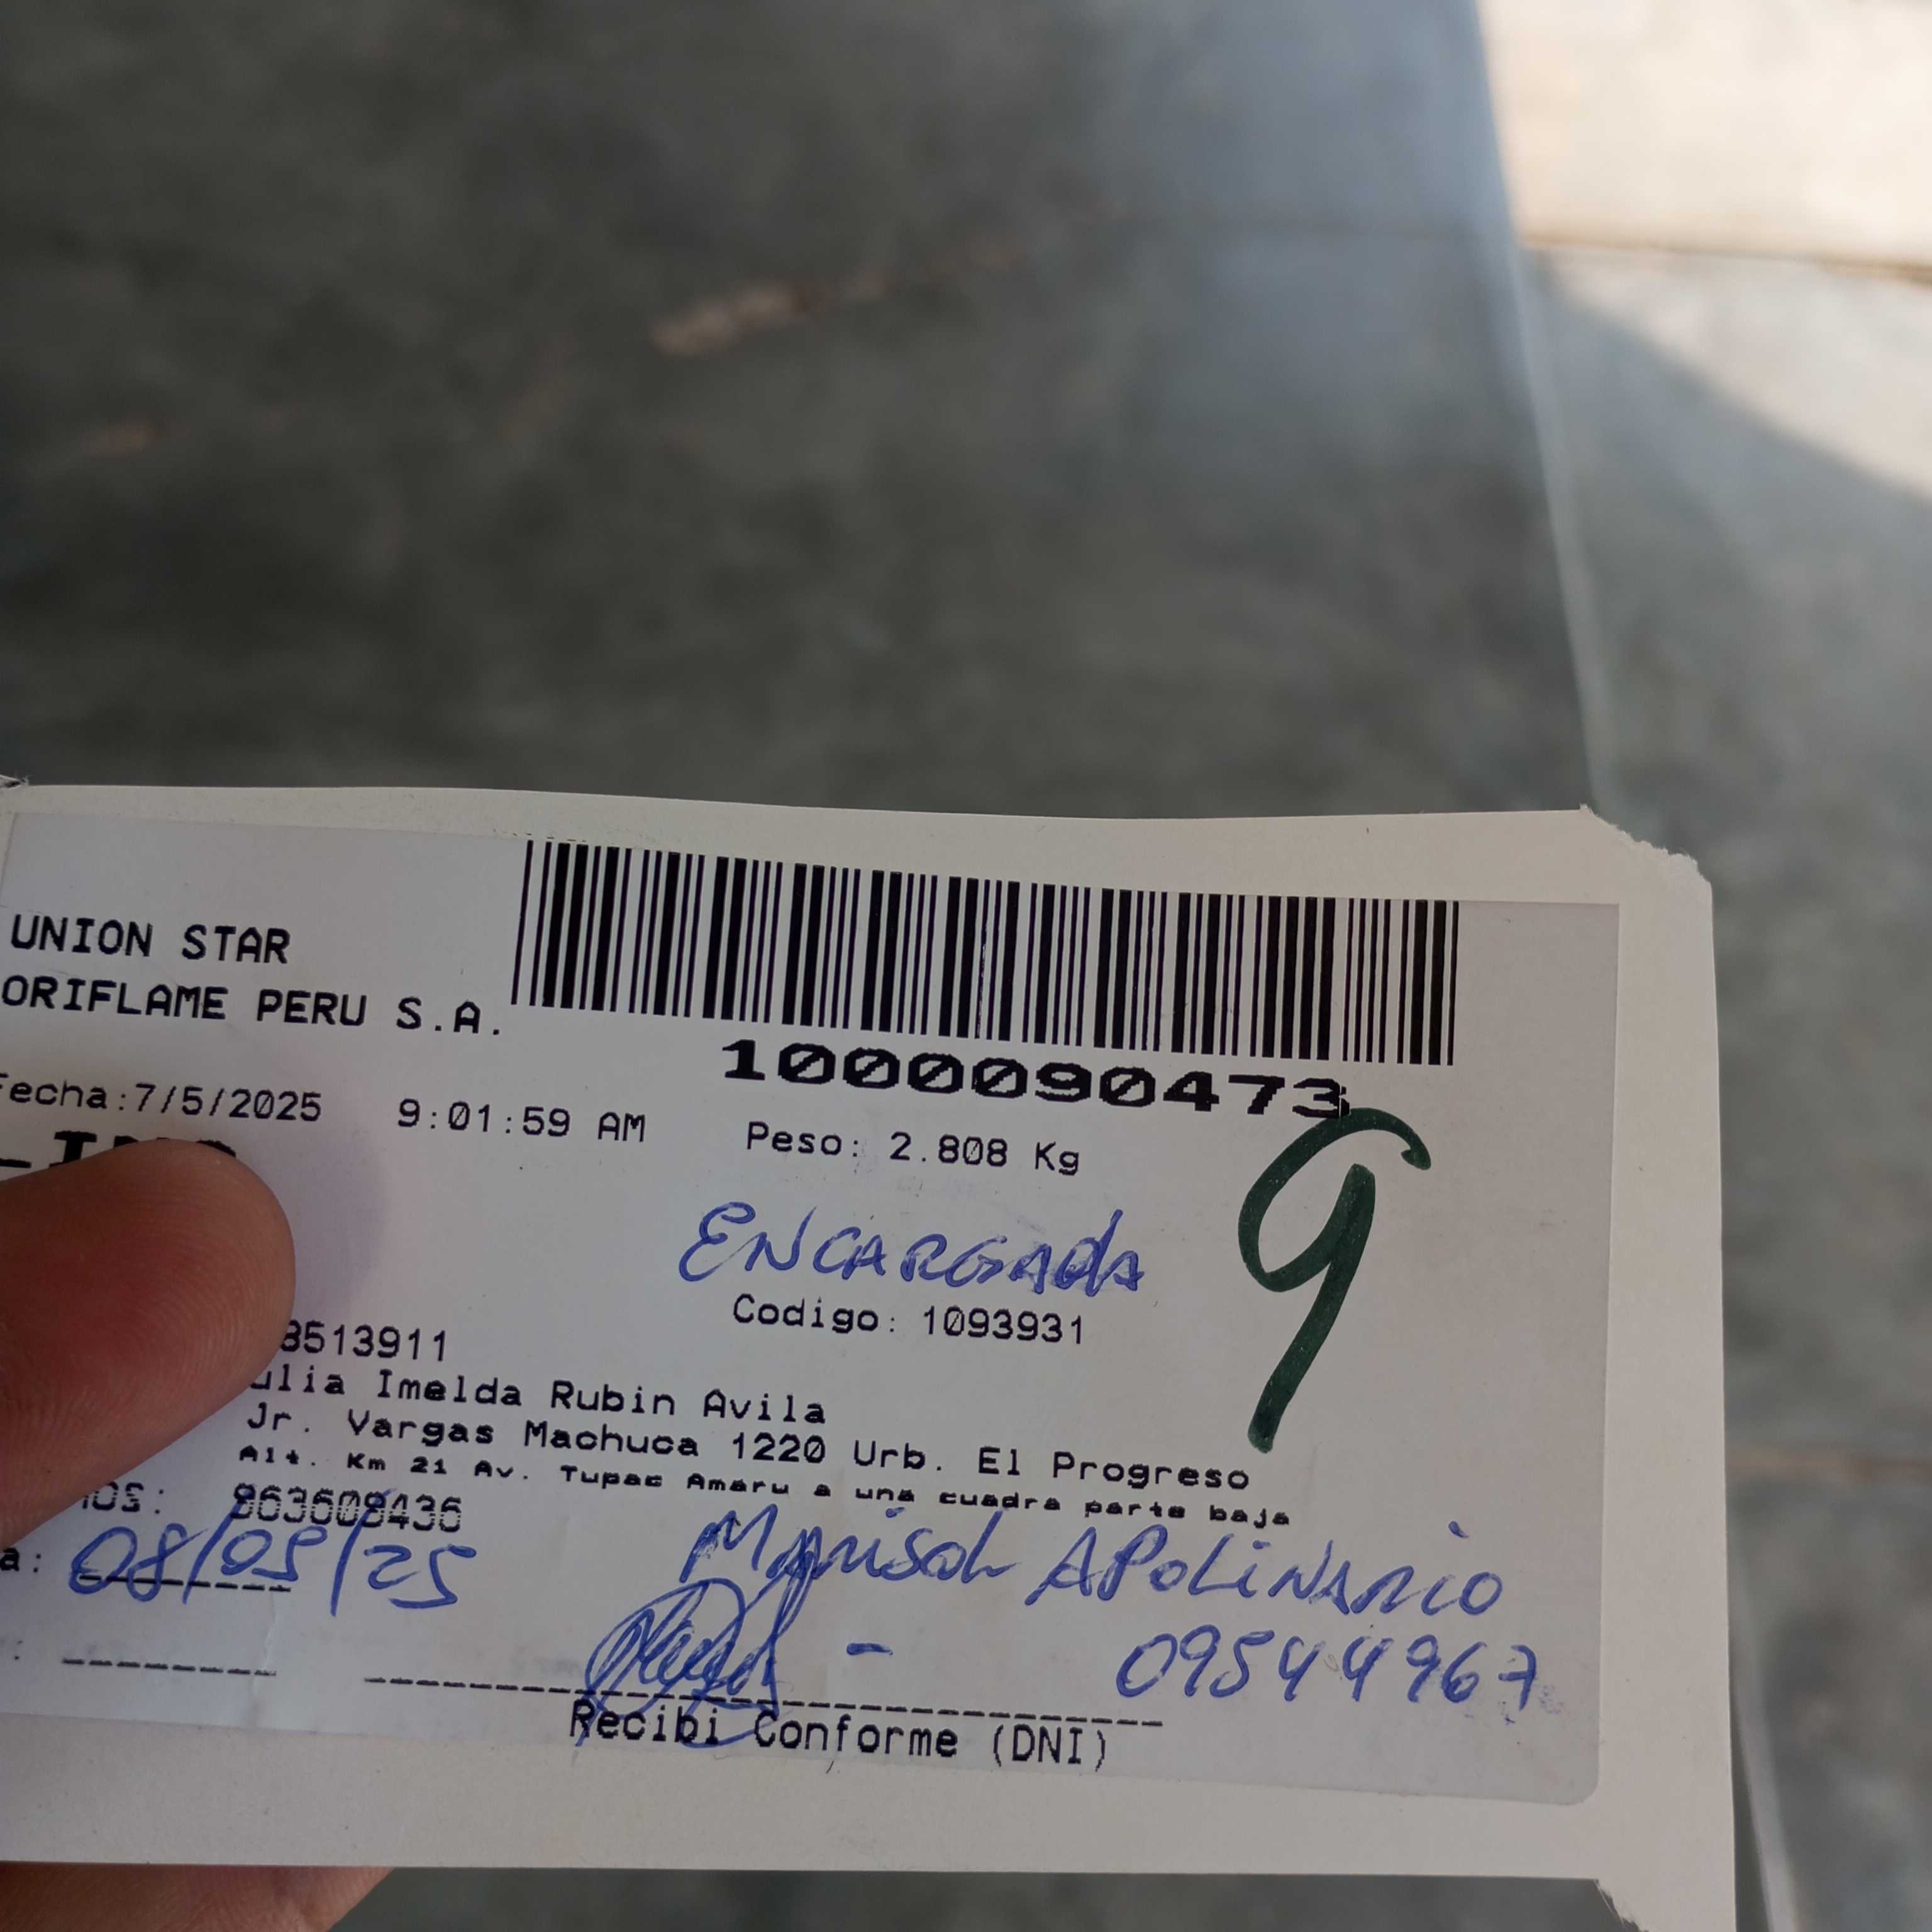 UNION STAR
ORIFLAME PERU S.A.
1000090473
Fecha:7/5/2025 9:01:59 AM Peso: 2.808 Kg
9
ENCARGADA
Codigo: 1093931
3513911
ulia Imelda Rubin Avila
Jr. Vargas Machuca 1220 Urb. El Progreso
Alt. Km 21 Av. Tupac Amaru a una cuadra parte baja
nos: 963609436
a: 08/05/25
Marisol APOLINARIO
: - 09544967
Recibi Conforme (DNI)